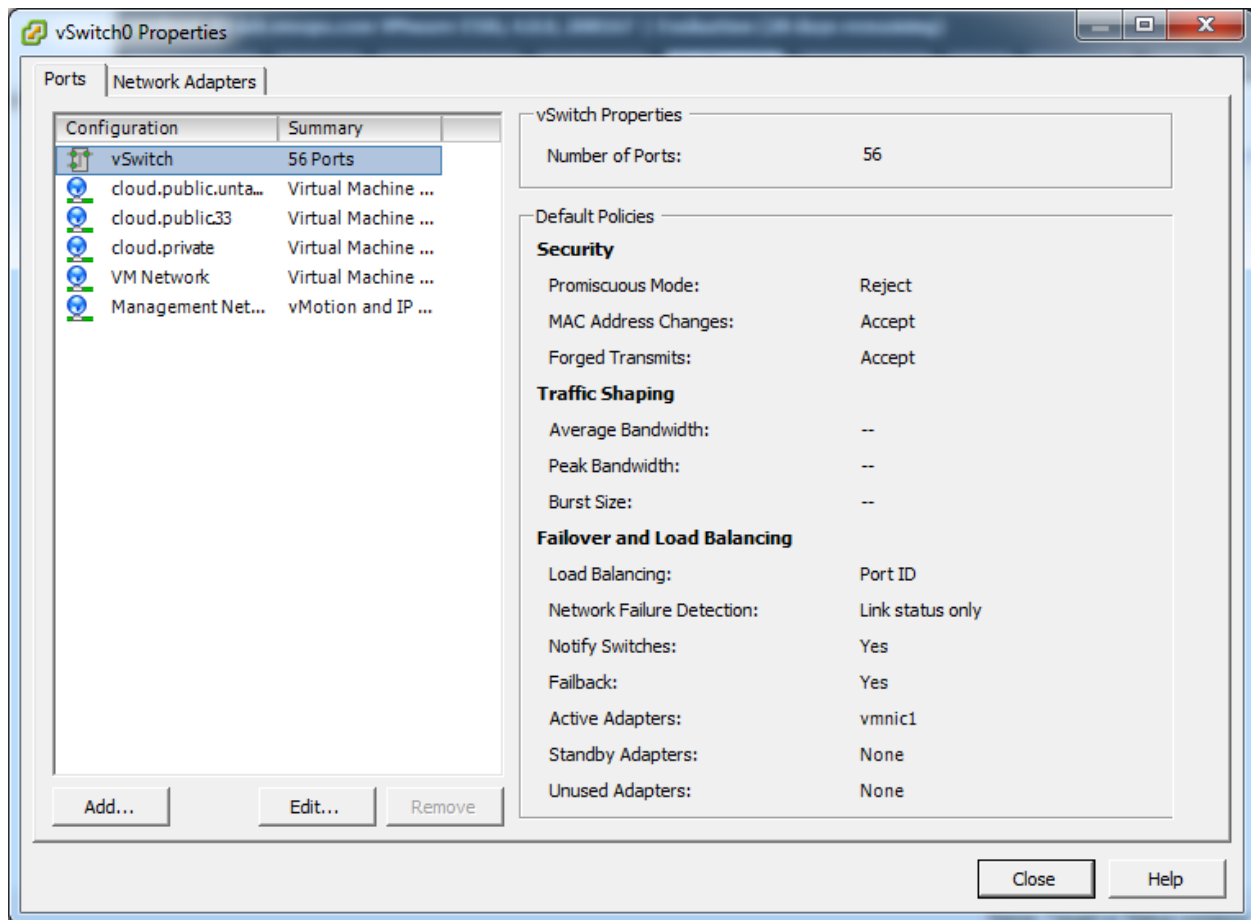 vSwitch0 Properties
Ports
Network Adapters
Configuration Summary
vSwitch 56 Ports
cloud.public.unta... Virtual Machine ...
cloud.public.33 Virtual Machine ...
cloud.private Virtual Machine ...
VM Network Virtual Machine ...
Management Net... vMotion and IP ...
Add...
Edit...
Remove
vSwitch Properties
Number of Ports: 56
Default Policies
Security
Promiscuous Mode: Reject
MAC Address Changes: Accept
Forged Transmits: Accept
Traffic Shaping
Average Bandwidth: --
Peak Bandwidth: --
Burst Size: --
Failover and Load Balancing
Load Balancing: Port ID
Network Failure Detection: Link status only
Notify Switches: Yes
Failback: Yes
Active Adapters: vmnic1
Standby Adapters: None
Unused Adapters: None
Close
Help